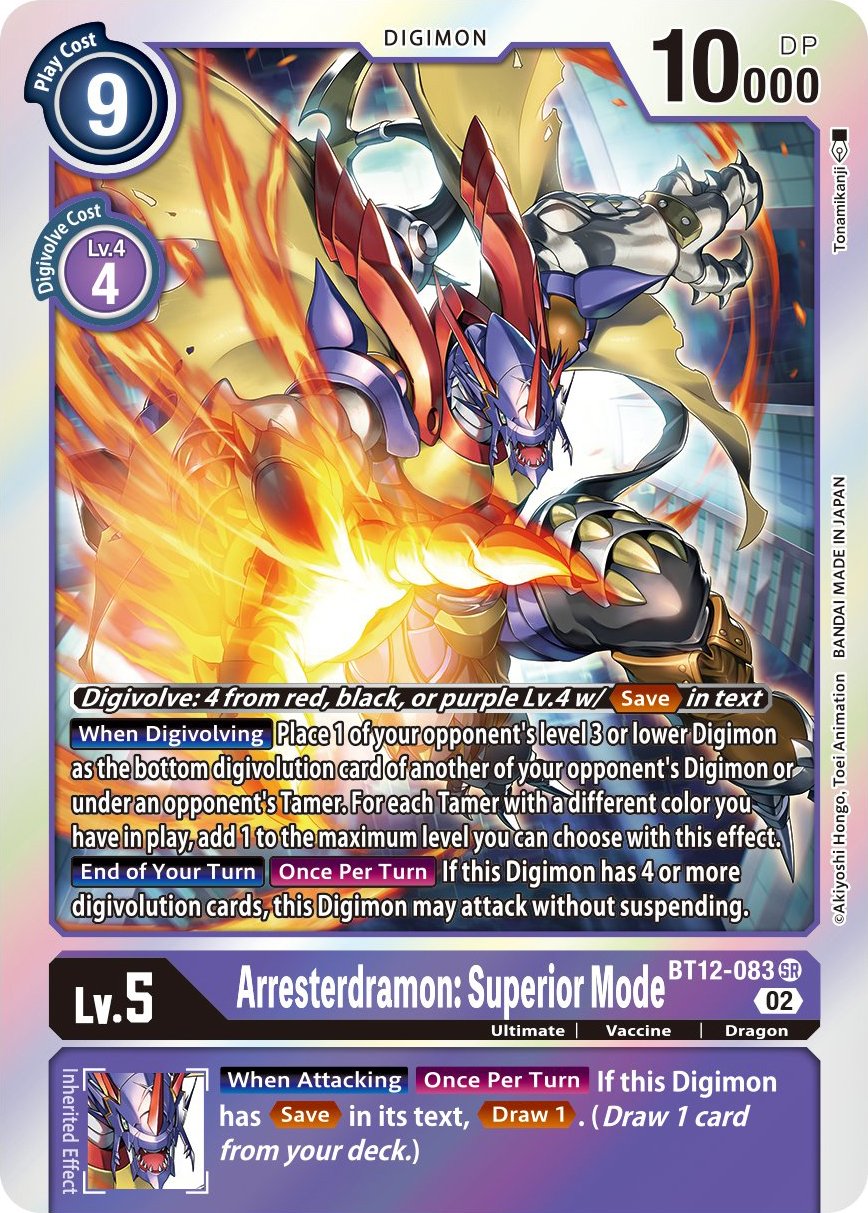 DIGIMON
Play Cost
9
10000
DP
Digivolve Cost
Lv.4
4
Tonamikanji
©Akiyoshi Hongo, Toei Animation BANDAI MADE IN JAPAN
Digivolve: 4 from red, black, or purple Lv.4 w/ Save in text
When Digivolving Place 1 of your opponent's level 3 or lower Digimon
as the bottom digivolution card of another of your opponent's Digimon or
under an opponent's Tamer. For each Tamer with a different color you
have in play, add 1 to the maximum level you can choose with this effect.
End of Your Turn Once Per Turn If this Digimon has 4 or more
digivolution cards, this Digimon may attack without suspending.
Lv.5
Arresterdramon: Superior Mode
BT12-083 SR
02
Ultimate | Vaccine | Dragon
Inherited Effect
When Attacking Once Per Turn If this Digimon
has Save in its text, Draw 1. (Draw 1 card
from your deck.)